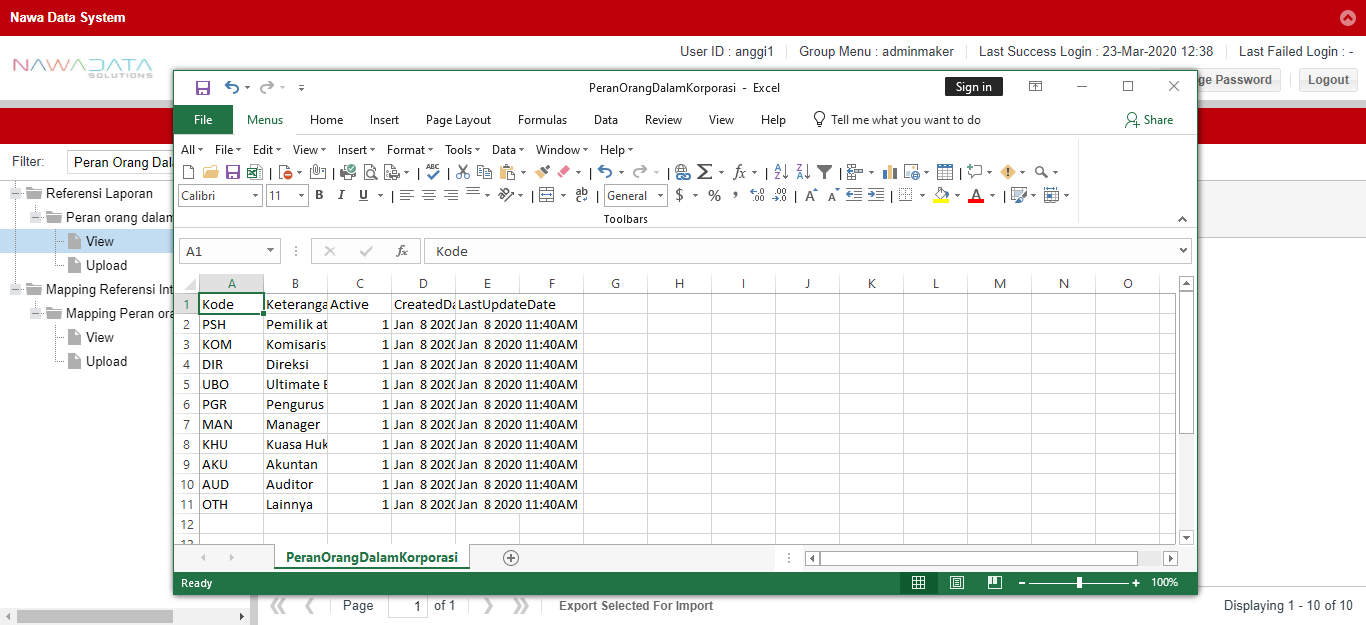 Nawa Data System
User ID : anggi1 Group Menu : adminmaker Last Success Login : 23-Mar-2020 12:38 Last Failed Login : -
NAWADATA
SOLUTIONS
ge Password Logout
PeranOrangDalamKorporasi - Excel Sign in
File Menus Home Insert Page Layout Formulas Data Review View Help Tell me what you want to do Share
All File Edit View Insert Format Tools Data Window Help
Calibri 11 B I U General $ %
Toolbars
Filter: Peran Orang Dal
Referensi Laporan
Peran orang dalam
View
Upload
Mapping Referensi Int
Mapping Peran ora
View
Upload
A1 fx Kode
A B C D E F G H I J K L M N O
1 Kode Keteranga Active CreatedDa LastUpdateDate
2 PSH Pemilik at 1 Jan 8 2020 Jan 8 2020 11:40AM
3 KOM Komisaris 1 Jan 8 2020 Jan 8 2020 11:40AM
4 DIR Direksi 1 Jan 8 2020 Jan 8 2020 11:40AM
5 UBO Ultimate B 1 Jan 8 2020 Jan 8 2020 11:40AM
6 PGR Pengurus 1 Jan 8 2020 Jan 8 2020 11:40AM
7 MAN Manager 1 Jan 8 2020 Jan 8 2020 11:40AM
8 KHU Kuasa Huk 1 Jan 8 2020 Jan 8 2020 11:40AM
9 AKU Akuntan 1 Jan 8 2020 Jan 8 2020 11:40AM
10 AUD Auditor 1 Jan 8 2020 Jan 8 2020 11:40AM
11 OTH Lainnya 1 Jan 8 2020 Jan 8 2020 11:40AM
12
PeranOrangDalamKorporasi
Ready 100%
Page 1 of 1 Export Selected For Import Displaying 1 - 10 of 10